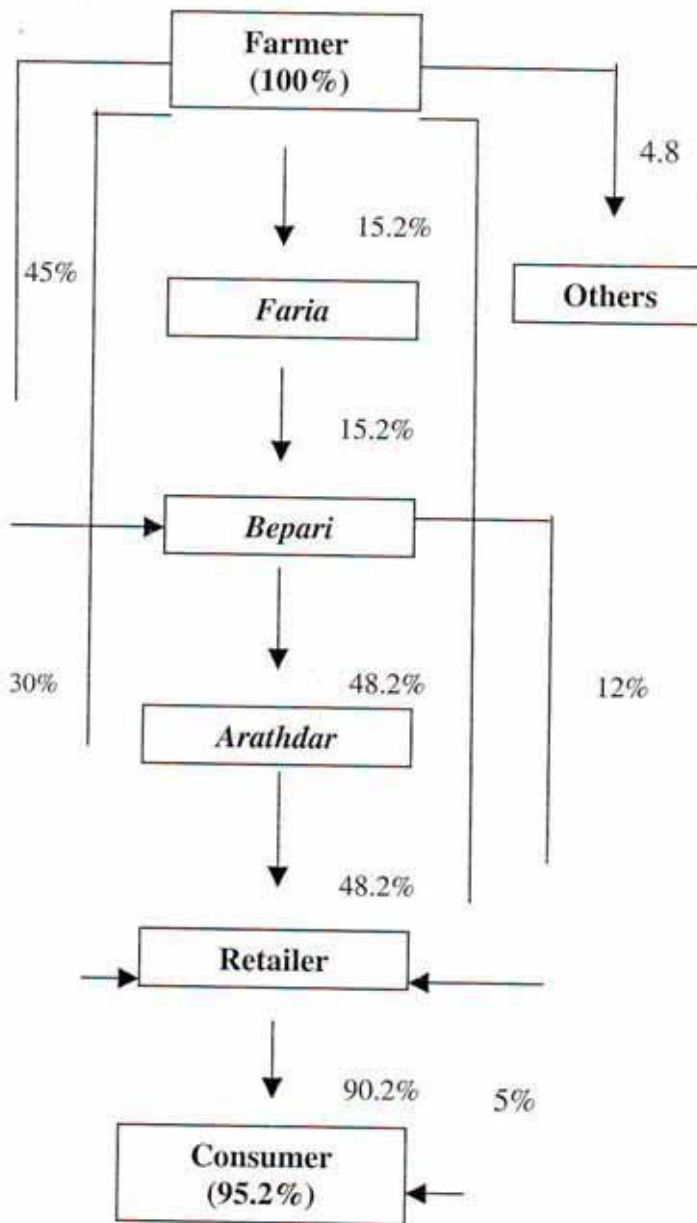 Farmer
(100%)
4.8
15.2%
45%
Faria
Others
15.2%
Bepari
30%
48.2%
12%
Arathdar
48.2%
Retailer
90.2%
5%
Consumer
(95.2%)